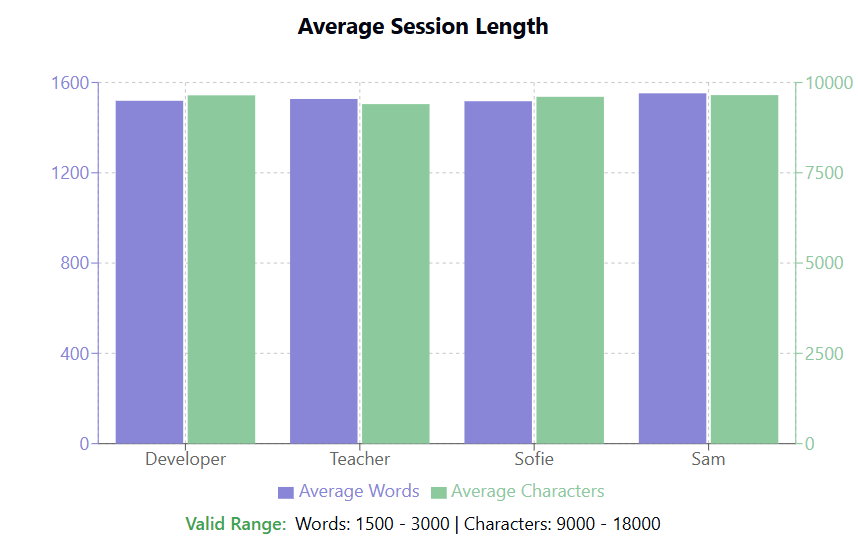 Average Session Length
1600
1200
800
400
0
10000
7500
5000
2500
0
Developer Teacher Sofie Sam
Average Words Average Characters
Valid Range: Words: 1500 - 3000 | Characters: 9000 - 18000